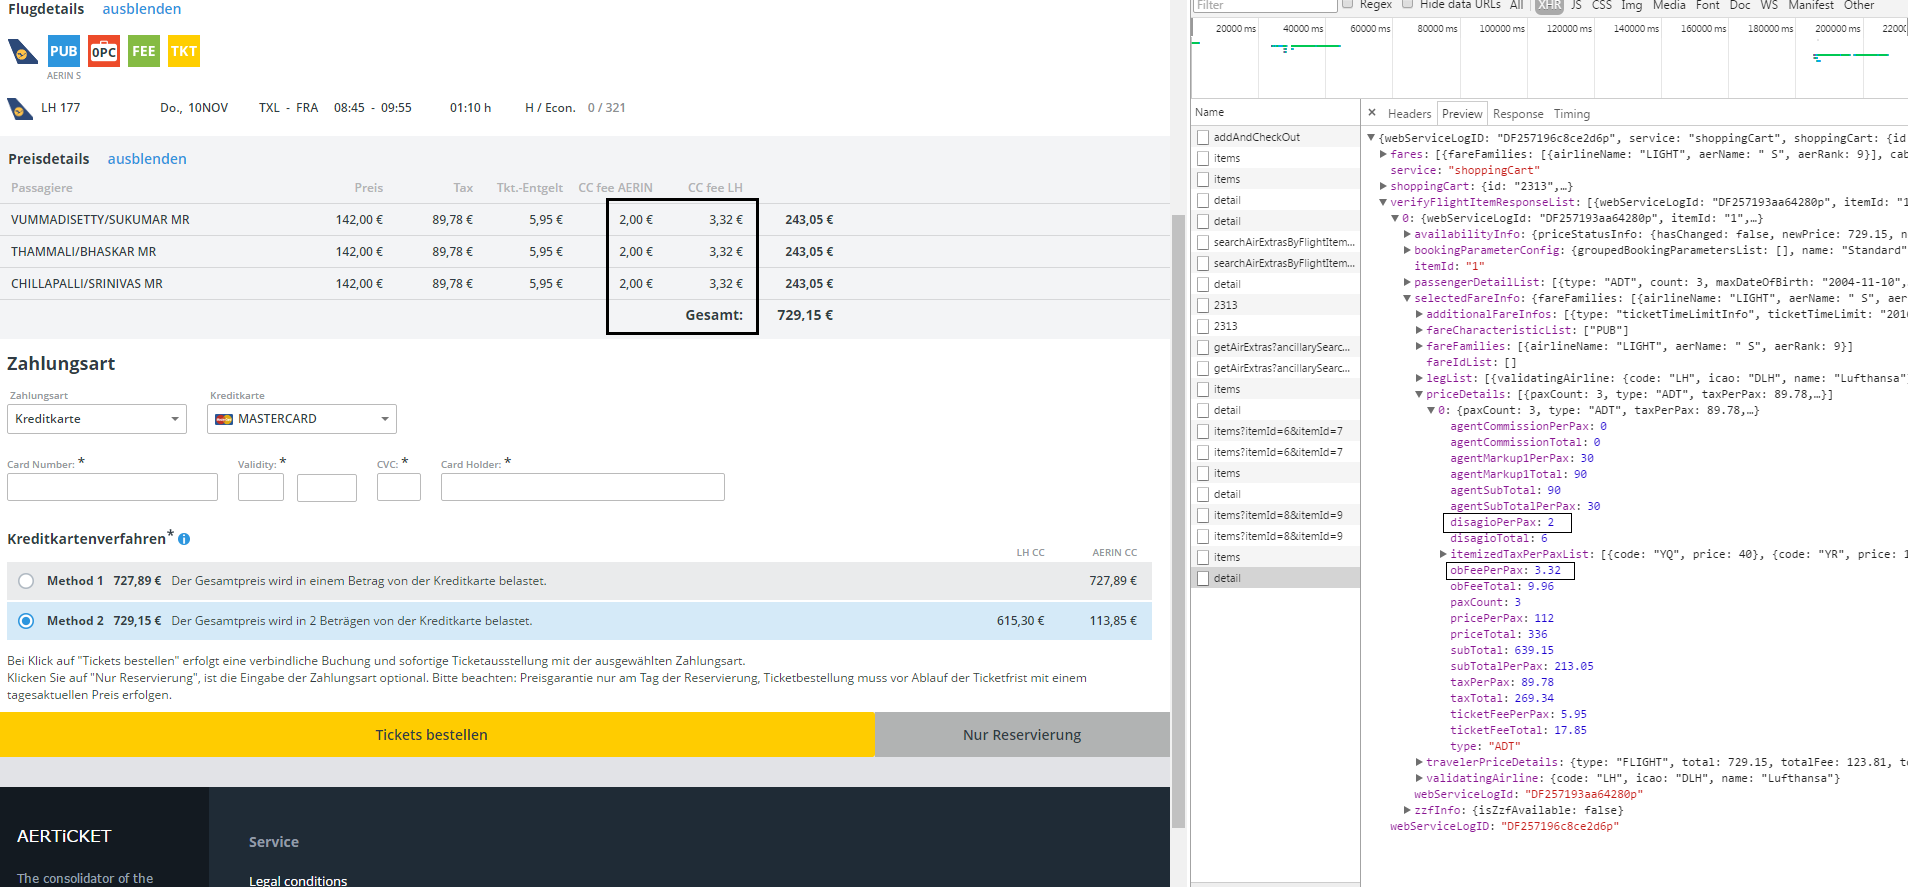 Flugdetails ausblenden
PUB 0PC FEE TKT
AERIN S
LH 177 Do., 10NOV TXL - FRA 08:45 - 09:55 01:10 h H / Econ. 0 / 321
Preisdetails ausblenden
Passagiere Preis Tax Tkt.-Entgelt CC fee AERIN CC fee LH
VUMMADISETTY/SUKUMAR MR 142,00 € 89,78 € 5,95 € 2,00 € 3,32 € 243,05 €
THAMMALI/BHASKAR MR 142,00 € 89,78 € 5,95 € 2,00 € 3,32 € 243,05 €
CHILLAPALLI/SRINIVAS MR 142,00 € 89,78 € 5,95 € 2,00 € 3,32 € 243,05 €
Gesamt: 729,15 €
Zahlungsart
Zahlungsart Kreditkarte
Kreditkarte MASTERCARD
Card Number: * Validity: * CVC: * Card Holder: *
Kreditkartenverfahren* i
LH CC AERIN CC
Method 1 727,89 € Der Gesamtpreis wird in einem Betrag von der Kreditkarte belastet. 727,89 €
Method 2 729,15 € Der Gesamtpreis wird in 2 Beträgen von der Kreditkarte belastet. 615,30 € 113,85 €
Bei Klick auf "Tickets bestellen" erfolgt eine verbindliche Buchung und sofortige Ticketausstellung mit der ausgewählten Zahlungsart.
Klicken Sie auf "Nur Reservierung", ist die Eingabe der Zahlungsart optional. Bitte beachten: Preisgarantie nur am Tag der Reservierung, Ticketbestellung muss vor Ablauf der Ticketfrist mit einem
tagesaktuellen Preis erfolgen.
Tickets bestellen Nur Reservierung
AERTiCKET
The consolidator of the
Service
Legal conditions
Filter Regex Hide data URLs All XHR JS CSS Img Media Font Doc WS Manifest Other
20000 ms 40000 ms 60000 ms 80000 ms 100000 ms 120000 ms 140000 ms 160000 ms 180000 ms 200000 ms 22000
Name
addAndCheckOut
items
items
detail
detail
searchAirExtrasByFlightItem...
searchAirExtrasByFlightItem...
detail
2313
2313
getAirExtras?ancillarySearc...
getAirExtras?ancillarySearc...
items
detail
items?itemId=6&itemId=7
items?itemId=6&itemId=7
items
detail
items?itemId=8&itemId=9
items?itemId=8&itemId=9
items
detail
× Headers Preview Response Timing
{webServiceLogID: "DF257196c8ce2d6p", service: "shoppingCart", shoppingCart: {id
fares: [{fareFamilies: [{airlineName: "LIGHT", aerName: " S", aerRank: 9}], cab
service: "shoppingCart"
shoppingCart: {id: "2313",…}
verifyFlightItemResponseList: [{webServiceLogId: "DF257193aa64280p", itemId: "1
0: {webServiceLogId: "DF257193aa64280p", itemId: "1",…}
availabilityInfo: {priceStatusInfo: {hasChanged: false, newPrice: 729.15, n
bookingParameterConfig: {groupedBookingParametersList: [], name: "Standard"
itemId: "1"
passengerDetailList: [{type: "ADT", count: 3, maxDateOfBirth: "2004-11-10",
selectedFareInfo: {fareFamilies: [{airlineName: "LIGHT", aerName: " S", aer
additionalFareInfos: [{type: "ticketTimeLimitInfo", ticketTimeLimit: "201
fareCharacteristicList: ["PUB"]
fareFamilies: [{airlineName: "LIGHT", aerName: " S", aerRank: 9}]
fareIdList: []
legList: [{validatingAirline: {code: "LH", icao: "DLH", name: "Lufthansa"}
priceDetails: [{paxCount: 3, type: "ADT", taxPerPax: 89.78,…}]
0: {paxCount: 3, type: "ADT", taxPerPax: 89.78,…}
agentCommissionPerPax: 0
agentCommissionTotal: 0
agentMarkup1PerPax: 30
agentMarkup1Total: 90
agentSubTotal: 90
agentSubTotalPerPax: 30
disagioPerPax: 2
disagioTotal: 6
itemizedTaxPerPaxList: [{code: "YQ", price: 40}, {code: "YR", price: 1
obFeePerPax: 3.32
obFeeTotal: 9.96
paxCount: 3
pricePerPax: 112
priceTotal: 336
subTotal: 639.15
subTotalPerPax: 213.05
taxPerPax: 89.78
taxTotal: 269.34
ticketFeePerPax: 5.95
ticketFeeTotal: 17.85
type: "ADT"
travelerPriceDetails: {type: "FLIGHT", total: 729.15, totalFee: 123.81, to
validatingAirline: {code: "LH", icao: "DLH", name: "Lufthansa"}
webServiceLogId: "DF257193aa64280p"
zzfInfo: {isZzfAvailable: false}
webServiceLogID: "DF257196c8ce2d6p"